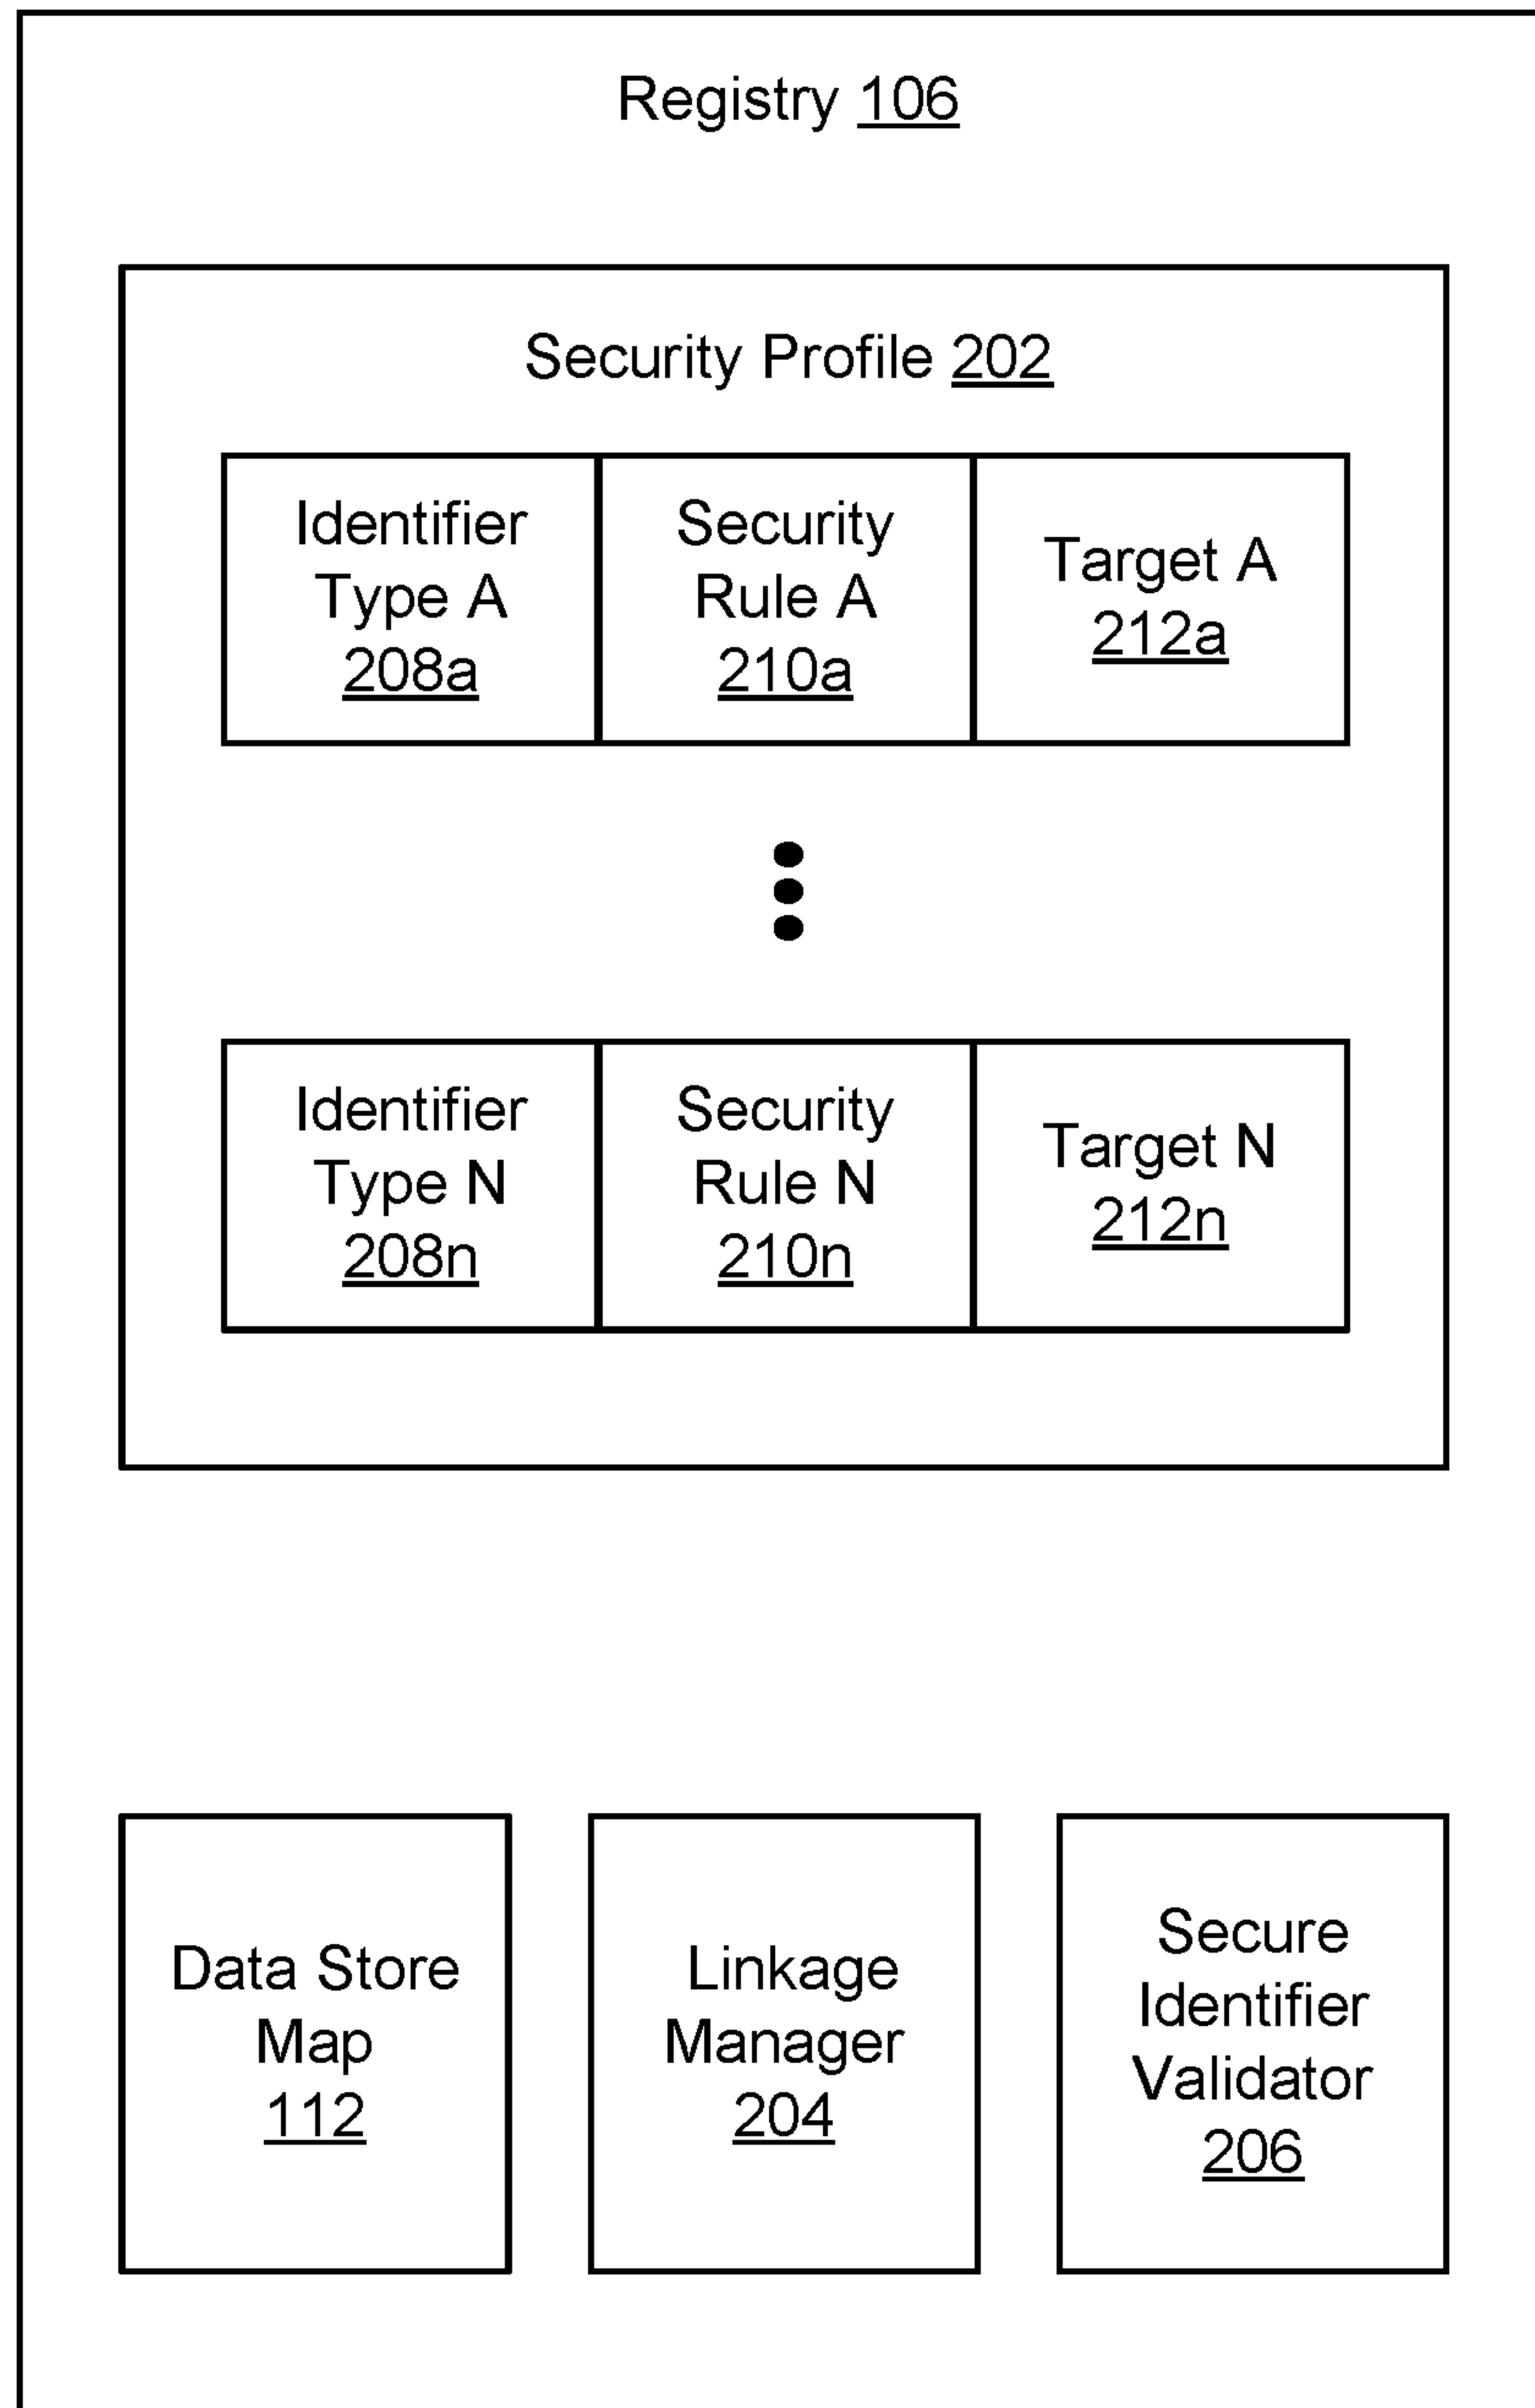 Registry 106
Security Profile 202
Identifier
Type A
208a
Security
Rule A
210a
Target A
212a
Identifier
Type N
208n
Security
Rule N
210n
Target N
212n
Data Store
Map
112
Linkage
Manager
204
Secure
Identifier
Validator
206